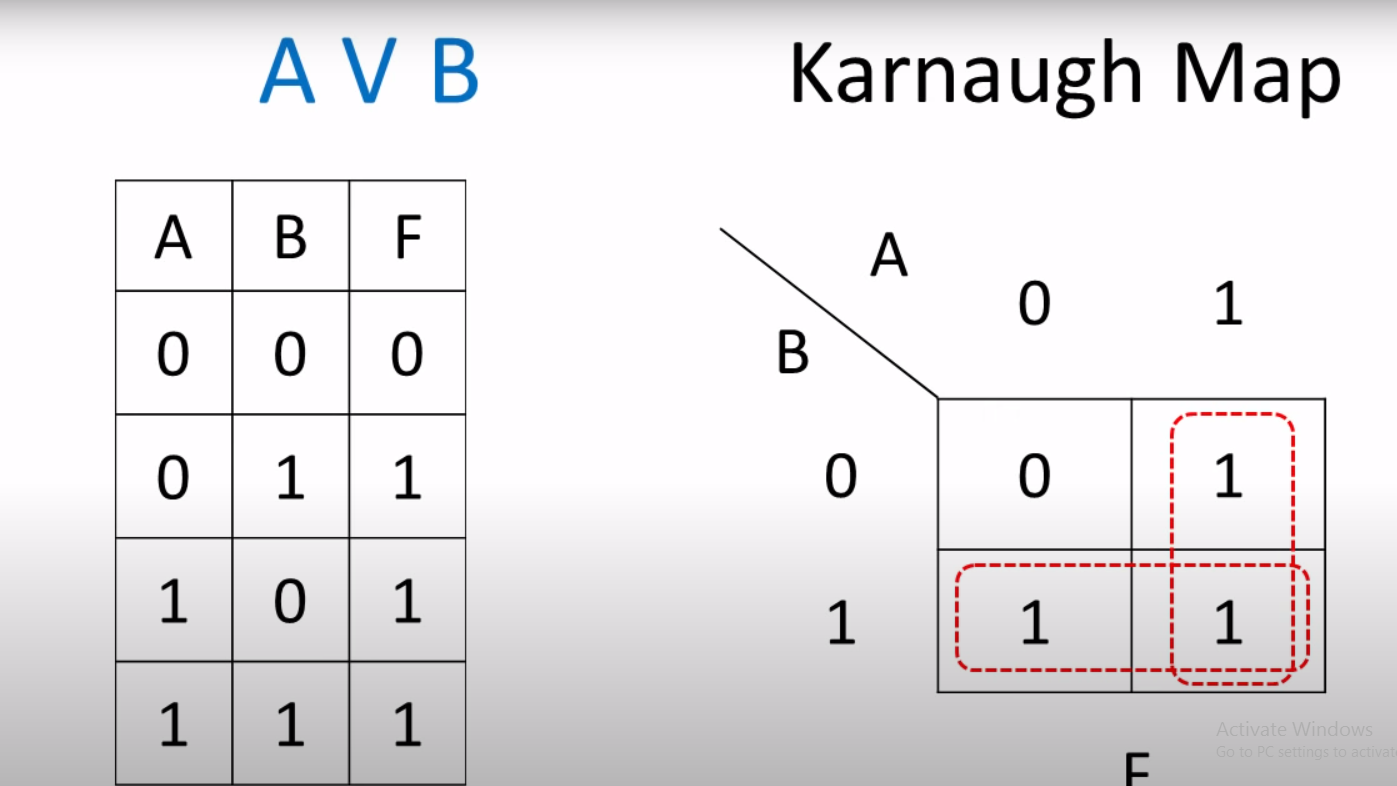 A V B
Karnaugh Map
A B F
0 0 0
0 1 1
1 0 1
1 1 1
A
0 1
B
0 0 1
1 1 1
F
Activate Windows
Go to PC settings to activat